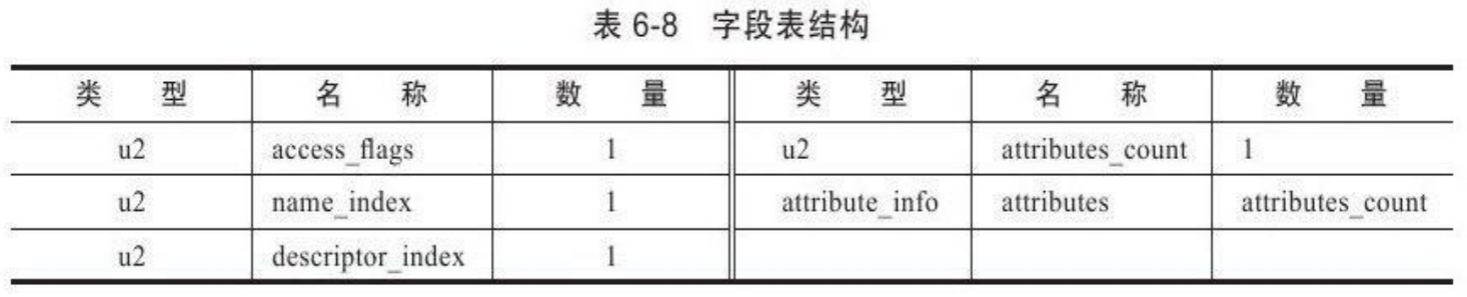 表 6-8 字段表结构
类 型 名 称 数 量 类 型 名 称 数 量
u2 access_flags 1 u2 attributes_count 1
u2 name_index 1 attribute_info attributes attributes_count
u2 descriptor_index 1